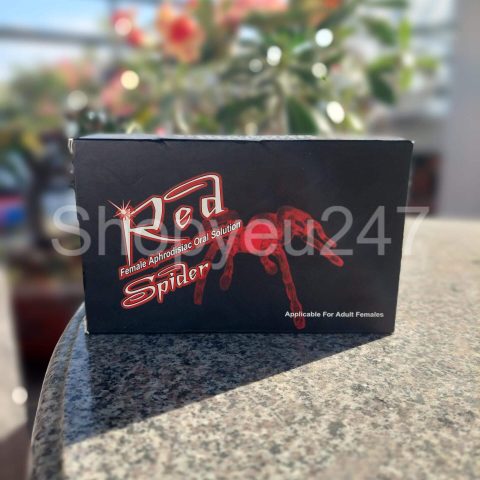 Red
Female Aphrodisiac Oral Solution
Spider
Shopyeu247
Applicable For Adult Females